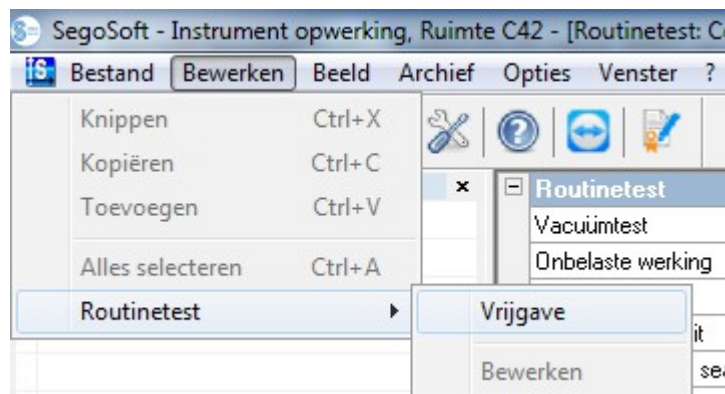 SegoSoft - Instrument opwerking, Ruimte C42 - [Routinetest:
Bestand Bewerken Beeld Archief Opties Venster ?
Knippen Ctrl+X
Kopiëren Ctrl+C
Toevoegen Ctrl+V
Alles selecteren Ctrl+A
Routinetest
Vrijgave
Bewerken
Routinetest
Vacuümtest
Onbelaste werking
it